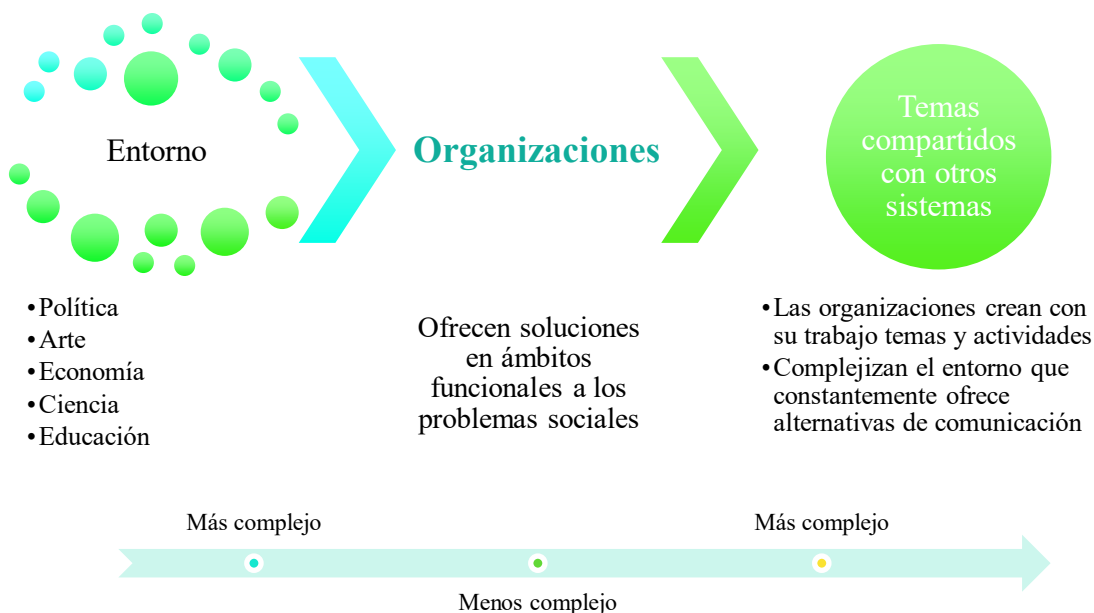 Entorno
• Política
• Arte
• Economía
• Ciencia
• Educación
Organizaciones
Ofrecen soluciones
en ámbitos
funcionales a los
problemas sociales
Temas
compartidos
con otros
sistemas
• Las organizaciones crean con
su trabajo temas y actividades
• Complejizan el entorno que
constantemente ofrece
alternativas de comunicación
Más complejo
Menos complejo
Más complejo